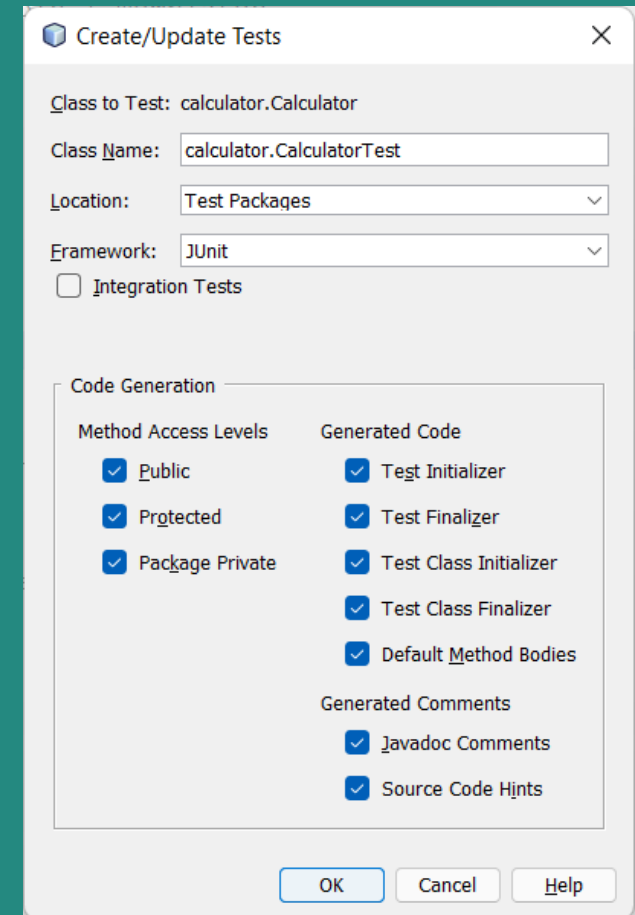 Create/Update Tests
Class to Test: calculator.Calculator
Class Name: calculator.CalculatorTest
Location: Test Packages
Framework: JUnit
Integration Tests
Code Generation
Method Access Levels
Public
Protected
Package Private
Generated Code
Test Initializer
Test Finalizer
Test Class Initializer
Test Class Finalizer
Default Method Bodies
Generated Comments
Javadoc Comments
Source Code Hints
OK Cancel Help